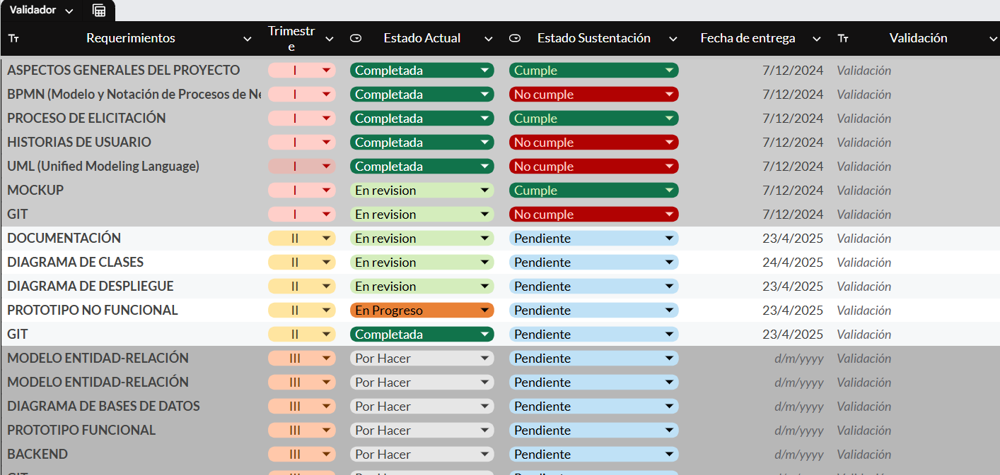 Validador
Requerimientos Trimestre Estado Actual Estado Sustentación Fecha de entrega Validación
ASPECTOS GENERALES DEL PROYECTO I Completada Cumple 7/12/2024 Validación
BPMN (Modelo y Notación de Procesos de Ne I Completada No cumple 7/12/2024 Validación
PROCESO DE ELICITACIÓN I Completada Cumple 7/12/2024 Validación
HISTORIAS DE USUARIO I Completada No cumple 7/12/2024 Validación
UML (Unified Modeling Language) I Completada No cumple 7/12/2024 Validación
MOCKUP I En revision Cumple 7/12/2024 Validación
GIT I En revision No cumple 7/12/2024 Validación
DOCUMENTACIÓN II En revision Pendiente 23/4/2025 Validación
DIAGRAMA DE CLASES II En revision Pendiente 24/4/2025 Validación
DIAGRAMA DE DESPLIEGUE II En revision Pendiente 23/4/2025 Validación
PROTOTIPO NO FUNCIONAL II En Progreso Pendiente 23/4/2025 Validación
GIT II Completada Pendiente 23/4/2025 Validación
MODELO ENTIDAD-RELACIÓN III Por Hacer Pendiente d/m/yyyy Validación
MODELO ENTIDAD-RELACIÓN III Por Hacer Pendiente d/m/yyyy Validación
DIAGRAMA DE BASES DE DATOS III Por Hacer Pendiente d/m/yyyy Validación
PROTOTIPO FUNCIONAL III Por Hacer Pendiente d/m/yyyy Validación
BACKEND III Por Hacer Pendiente d/m/yyyy Validación